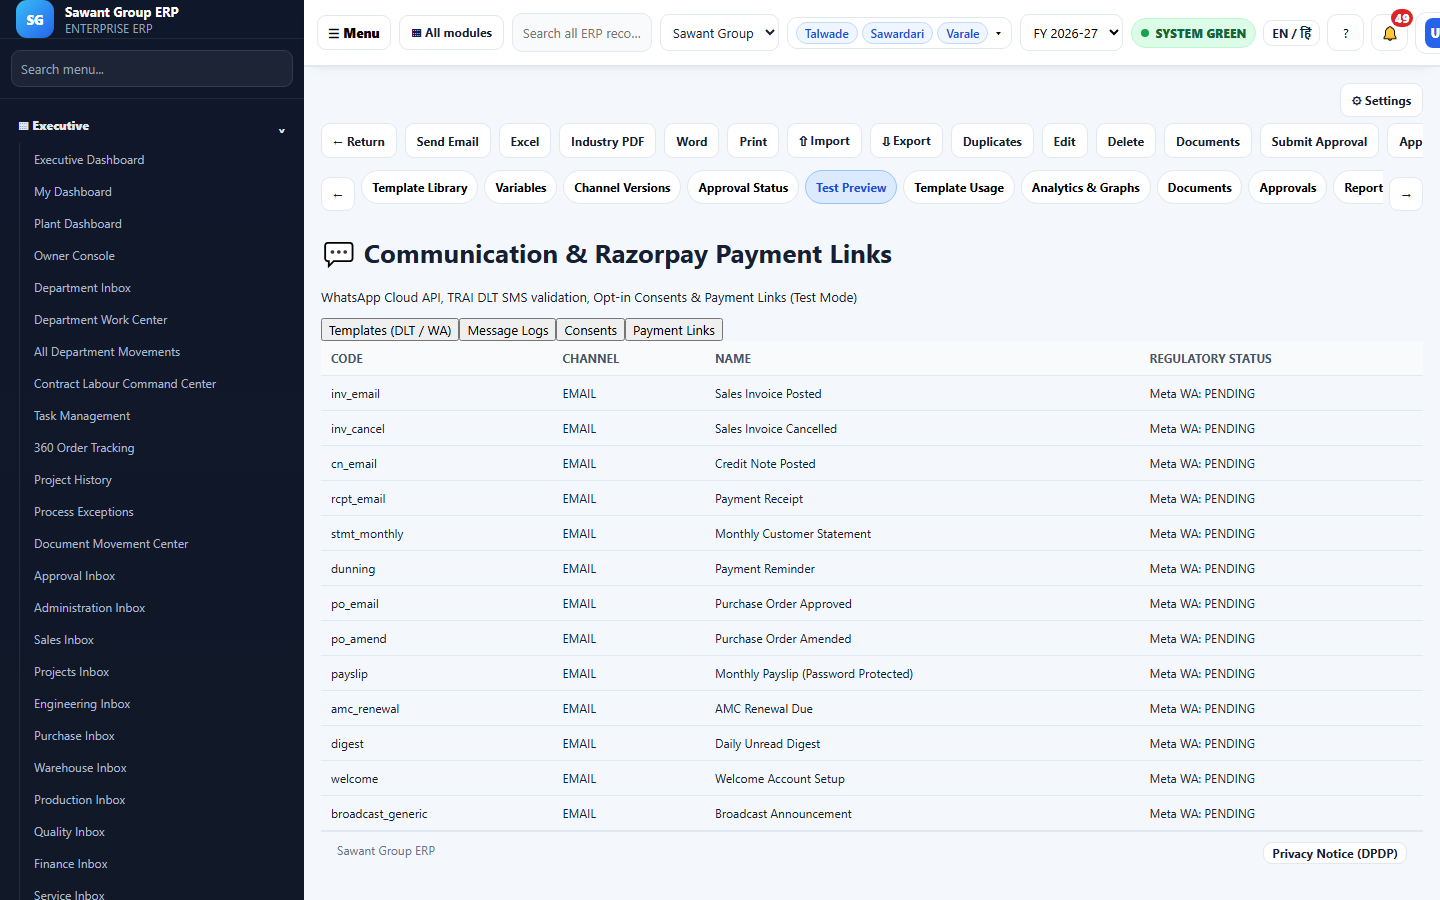 SG
Sawant Group ERP
ENTERPRISE ERP
Search menu...
Executive
Executive Dashboard
My Dashboard
Plant Dashboard
Owner Console
Department Inbox
Department Work Center
All Department Movements
Contract Labour Command Center
Task Management
360 Order Tracking
Project History
Process Exceptions
Document Movement Center
Approval Inbox
Administration Inbox
Sales Inbox
Projects Inbox
Engineering Inbox
Purchase Inbox
Warehouse Inbox
Production Inbox
Quality Inbox
Finance Inbox
Service Inbox
☰ Menu
All modules
Search all ERP reco...
Sawant Group
Talwade
Sawardari
Varale
FY 2026-27
SYSTEM GREEN
EN / हिं
?
49
U
⚙ Settings
← Return
Send Email
Excel
Industry PDF
Word
Print
⇧ Import
⇩ Export
Duplicates
Edit
Delete
Documents
Submit Approval
App
←
Template Library
Variables
Channel Versions
Approval Status
Test Preview
Template Usage
Analytics & Graphs
Documents
Approvals
Report
→
Communication & Razorpay Payment Links
WhatsApp Cloud API, TRAI DLT SMS validation, Opt-in Consents & Payment Links (Test Mode)
Templates (DLT / WA) Message Logs Consents Payment Links
CODE CHANNEL NAME REGULATORY STATUS
inv_email EMAIL Sales Invoice Posted Meta WA: PENDING
inv_cancel EMAIL Sales Invoice Cancelled Meta WA: PENDING
cn_email EMAIL Credit Note Posted Meta WA: PENDING
rcpt_email EMAIL Payment Receipt Meta WA: PENDING
stmt_monthly EMAIL Monthly Customer Statement Meta WA: PENDING
dunning EMAIL Payment Reminder Meta WA: PENDING
po_email EMAIL Purchase Order Approved Meta WA: PENDING
po_amend EMAIL Purchase Order Amended Meta WA: PENDING
payslip EMAIL Monthly Payslip (Password Protected) Meta WA: PENDING
amc_renewal EMAIL AMC Renewal Due Meta WA: PENDING
digest EMAIL Daily Unread Digest Meta WA: PENDING
welcome EMAIL Welcome Account Setup Meta WA: PENDING
broadcast_generic EMAIL Broadcast Announcement Meta WA: PENDING
Sawant Group ERP
Privacy Notice (DPDP)